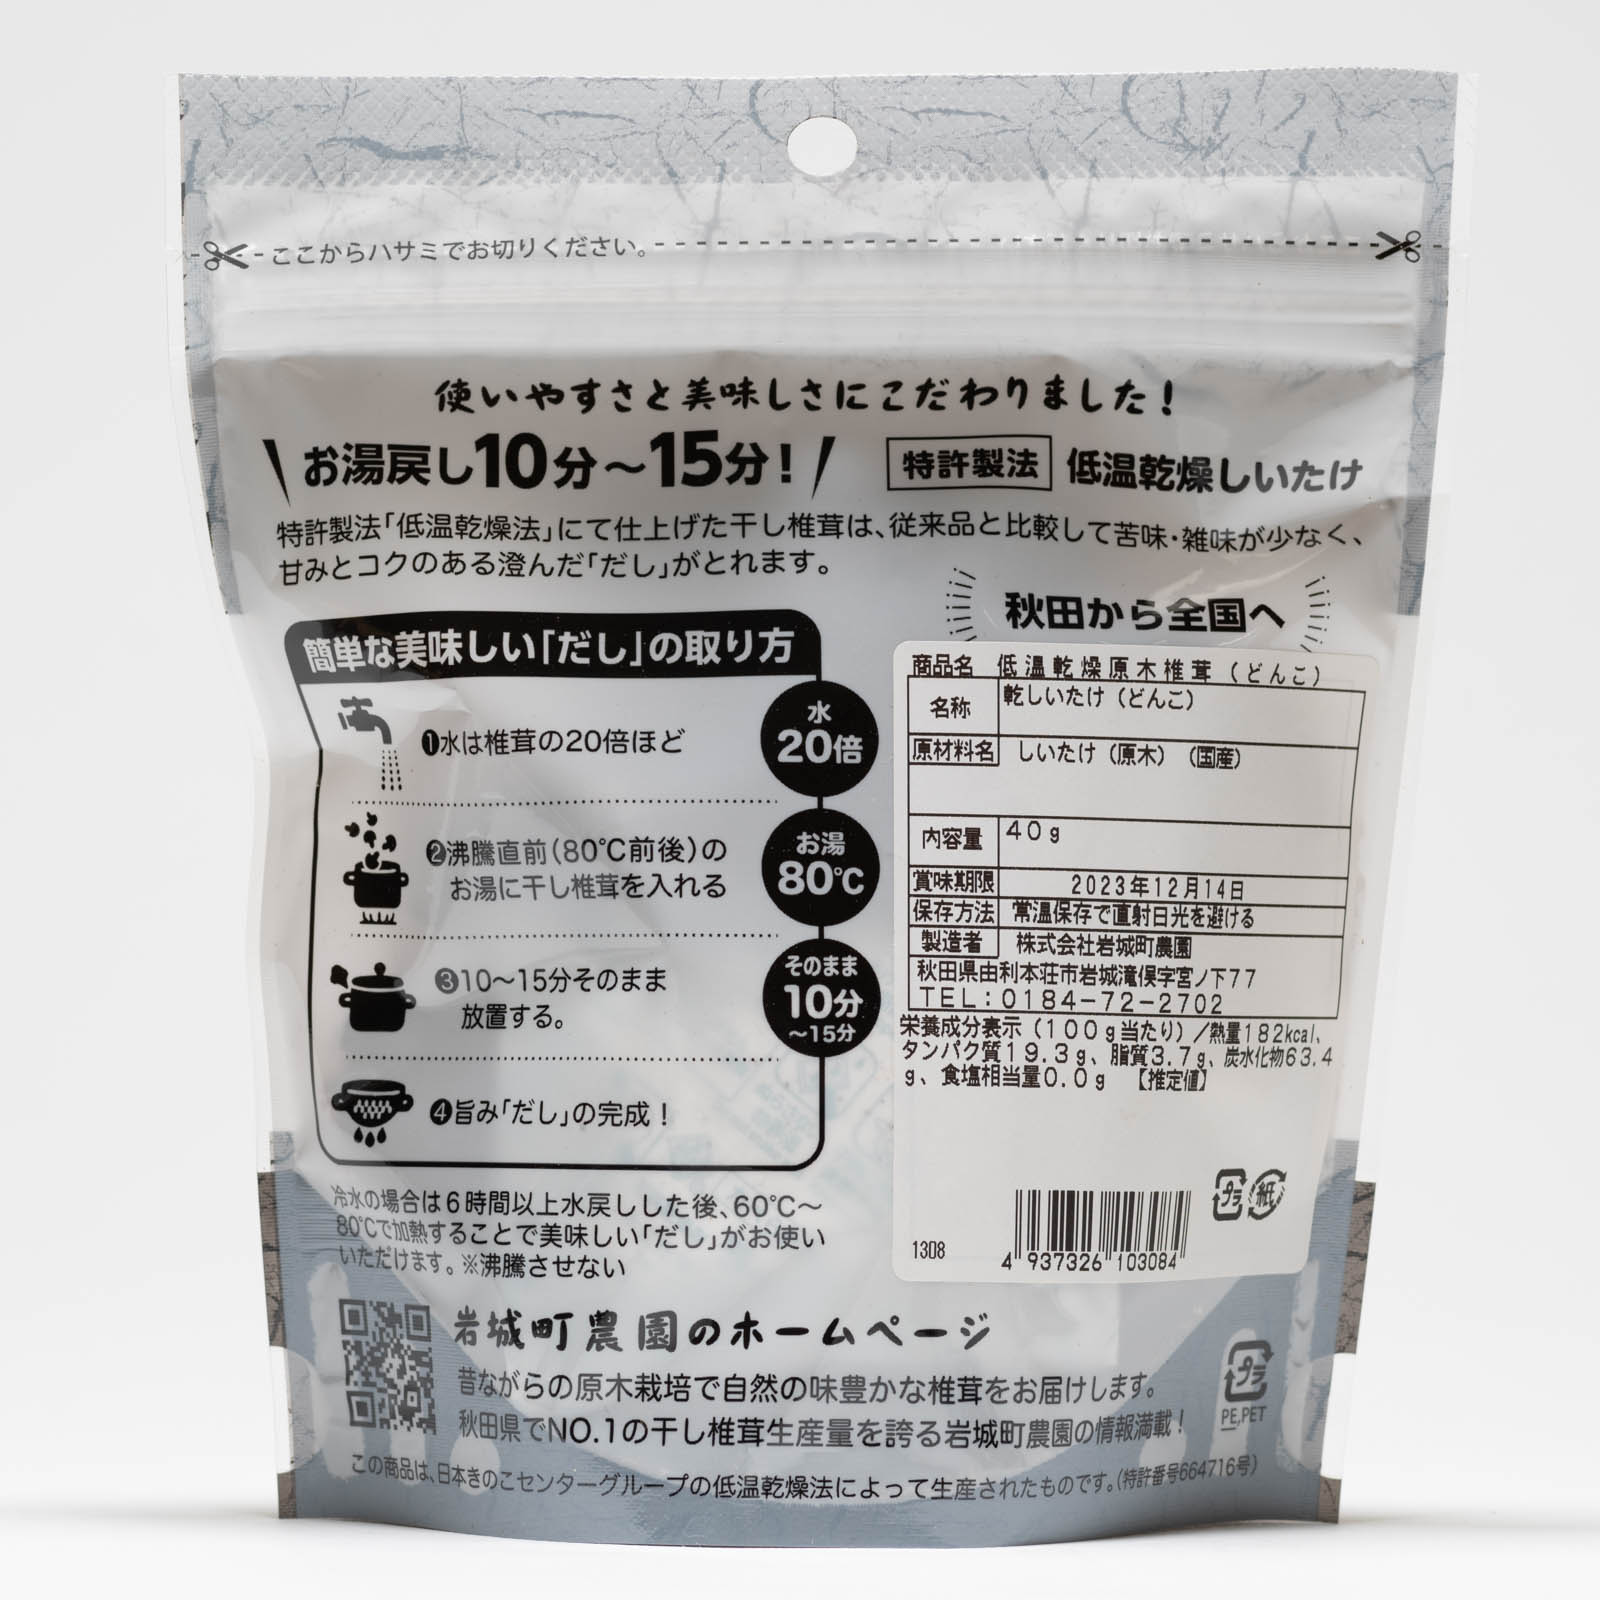 ここからハサミでお切りください。
使いやすさと美味しさにこだわりました！
お湯戻し10分～15分！
特許製法 低温乾燥しいたけ
特許製法「低温乾燥法」にて仕上げた干し椎茸は、従来品と比較して苦味・雑味が少なく、
甘みとコクのある澄んだ「だし」がとれます。
秋田から全国へ
簡単な美味しい「だし」の取り方
❶水は椎茸の20倍ほど
水
20倍
❷沸騰直前(80℃前後)の
お湯に干し椎茸を入れる
お湯
80℃
❸10～15分そのまま
放置する。
そのまま
10分
～15分
❹旨み「だし」の完成！
冷水の場合は6時間以上水戻しした後、60℃～
80℃で加熱することで美味しい「だし」がお使い
いただけます。※沸騰させない
商品名 低温乾燥原木椎茸（どんこ）
名称 乾しいたけ（どんこ）
原材料名 しいたけ（原木）（国産）
内容量 40g
賞味期限 2023年12月14日
保存方法 常温保存で直射日光を避ける
製造者 株式会社岩城町農園
秋田県由利本荘市岩城滝俣字宮ノ下77
TEL：0184-72-2702
栄養成分表示（100g当たり）／熱量182kcal、
タンパク質19.3g、脂質3.7g、炭水化物63.4
g、食塩相当量0.0g 【推定値】
プラ 紙
1308
4 937326 103084
岩城町農園のホームページ
昔ながらの原木栽培で自然の味豊かな椎茸をお届けします。
秋田県でNO.1の干し椎茸生産量を誇る岩城町農園の情報満載！
プラ
PE,PET
この商品は、日本きのこセンターグループの低温乾燥法によって生産されたものです。(特許番号664716号)